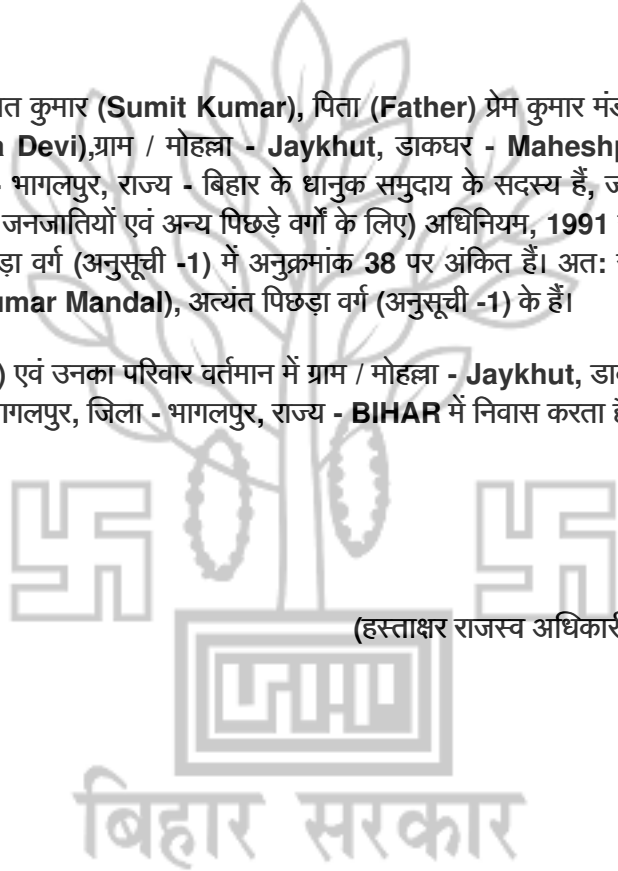 त कुमार (Sumit Kumar), पिता (Father) प्रेम कुमार मं
Devi),ग्राम / मोहल्ला - Jaykhut, डाकघर - Mahesh
- भागलपुर, राज्य - बिहार के धानुक समुदाय के सदस्य हैं,
जनजातियों एवं अन्य पिछड़े वर्गों के लिए) अधिनियम, 1991
ड़ा वर्ग (अनुसूची -1) में अनुक्रमांक 38 पर अंकित हैं। अत:
umar Mandal), अत्यंत पिछड़ा वर्ग (अनुसूची -1) के हैं।
) एवं उनका परिवार वर्तमान में ग्राम / मोहल्ला - Jaykhut,
ागलपुर, जिला - भागलपुर, राज्य - BIHAR में निवास करता
(हस्ताक्षर राजस्व अधिकारी
बिहार सरकार